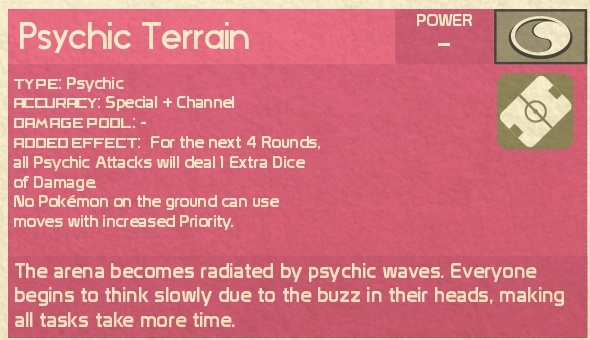 Psychic Terrain
POWER
–
TYPE: Psychic
ACCURACY: Special + Channel
DAMAGE POOL: -
ADDED EFFECT: For the next 4 Rounds,
all Psychic Attacks will deal 1 Extra Dice
of Damage.
No Pokémon on the ground can use
moves with increased Priority.
The arena becomes radiated by psychic waves. Everyone
begins to think slowly due to the buzz in their heads, making
all tasks take more time.